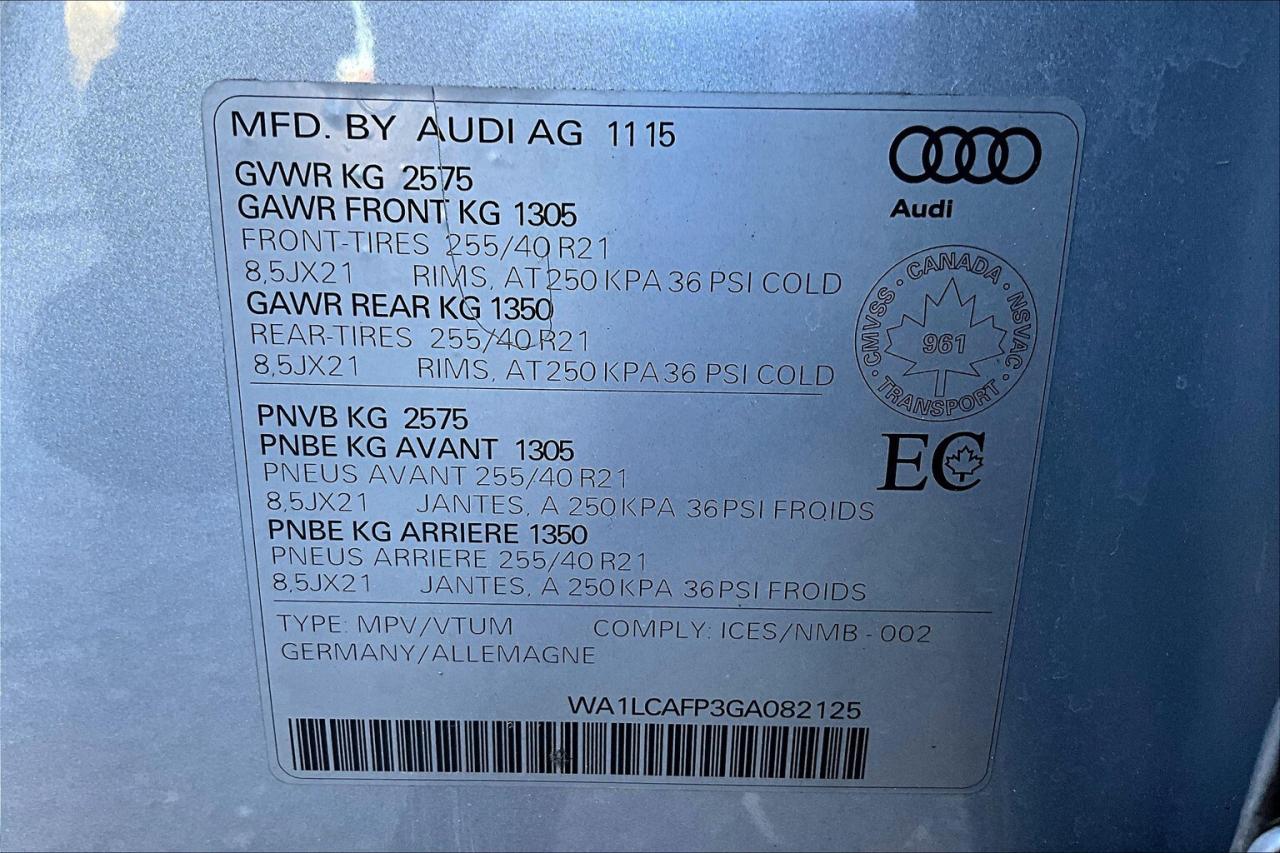 MFD. BY AUDI AG 11 15
GVWR KG 2575
GAWR FRONT KG 1305
FRONT-TIRES 255/40 R21
8,5JX21 RIMS, AT 250 KPA 36 PSI COLD
GAWR REAR KG 1350
REAR-TIRES 255/40 R21
8,5JX21 RIMS, AT 250 KPA 36 PSI COLD
Audi
CMVSS · CANADA · NSVAC · TRANSPORT
961
EC
PNVB KG 2575
PNBE KG AVANT 1305
PNEUS AVANT 255/40 R21
8,5JX21 JANTES, A 250 KPA 36 PSI FROIDS
PNBE KG ARRIERE 1350
PNEUS ARRIERE 255/40 R21
8,5JX21 JANTES, A 250 KPA 36 PSI FROIDS
TYPE: MPV/VTUM COMPLY: ICES/NMB - 002
GERMANY/ALLEMAGNE
WA1LCAFP3GA082125